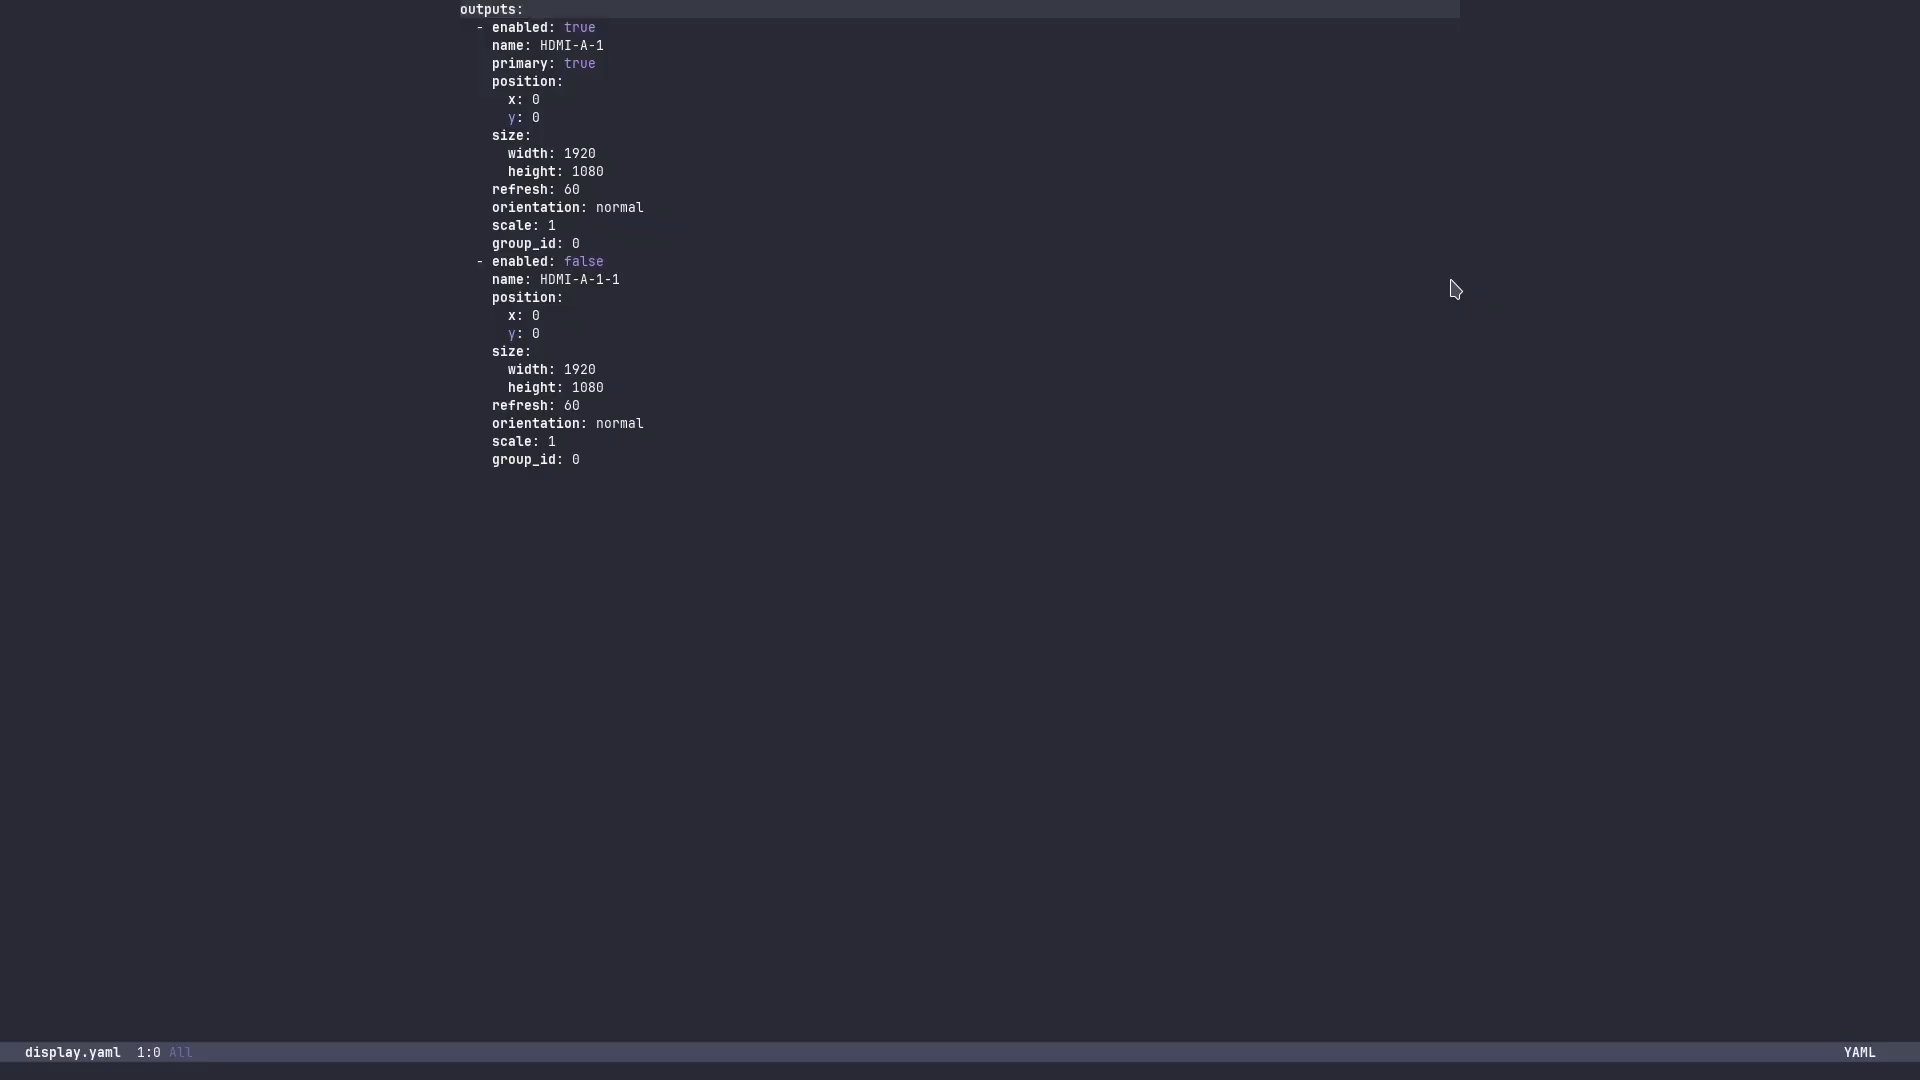 outputs:
  - enabled: true
    name: HDMI-A-1
    primary: true
    position:
      x: 0
      y: 0
    size:
      width: 1920
      height: 1080
    refresh: 60
    orientation: normal
    scale: 1
    group_id: 0
  - enabled: false
    name: HDMI-A-1-1
    position:
      x: 0
      y: 0
    size:
      width: 1920
      height: 1080
    refresh: 60
    orientation: normal
    scale: 1
    group_id: 0
display.yaml  1:0 All YAML